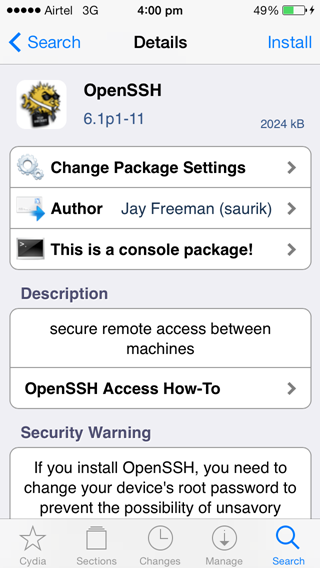 Airtel 3G 4:00 pm 49%
Search Details Install
OpenSSH
6.1p1-11 2024 kB
Change Package Settings
Author Jay Freeman (saurik)
This is a console package!
Description
secure remote access between
machines
OpenSSH Access How-To
Security Warning
If you install OpenSSH, you need to
change your device's root password to
prevent the possibility of unsavory
Cydia Sections Changes Manage Search